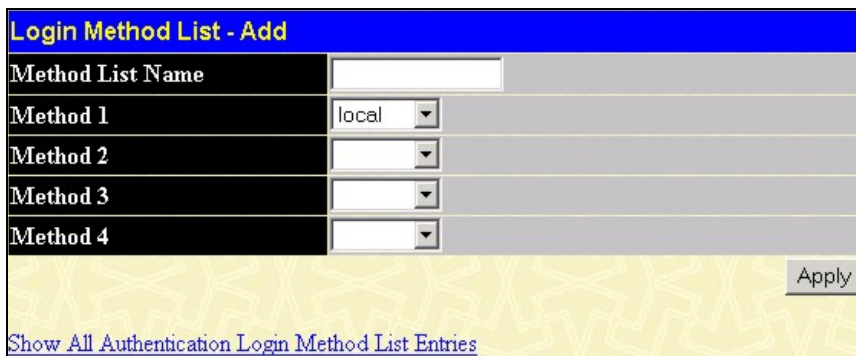 Login Method List - Add
Method List Name
Method 1 local
Method 2
Method 3
Method 4
Apply
Show All Authentication Login Method List Entries